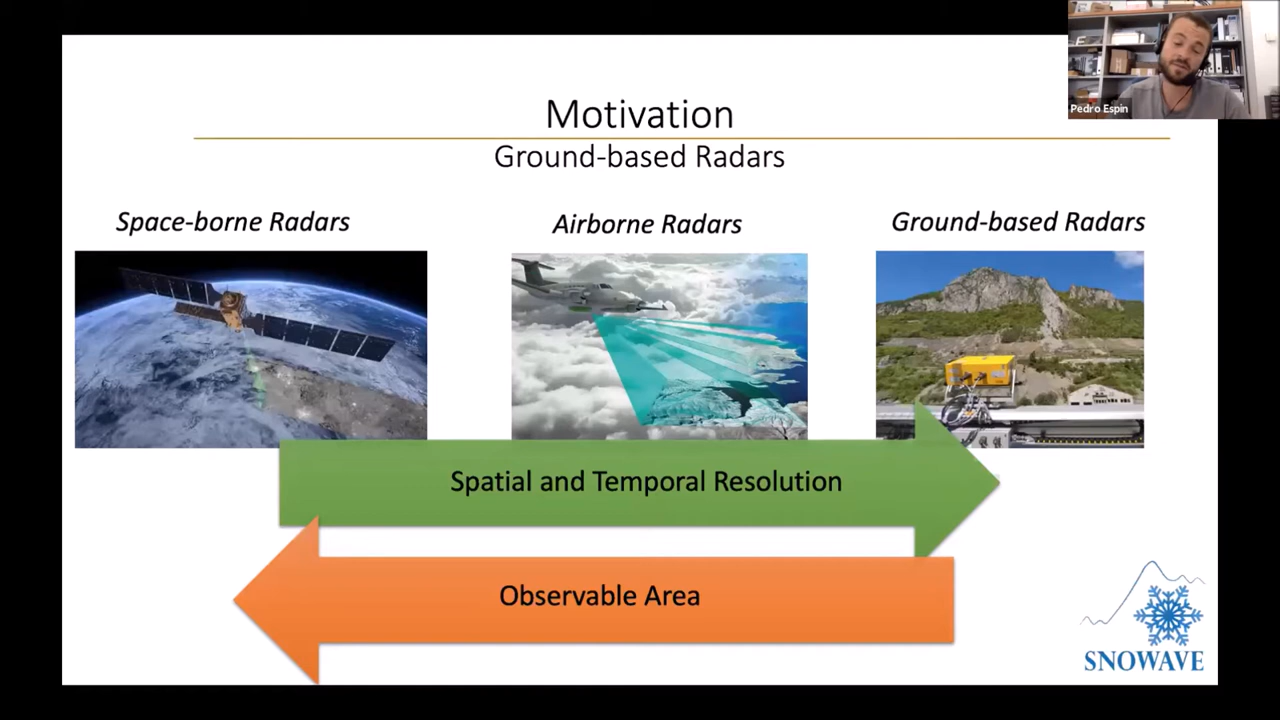 Motivation
Ground-based Radars
Space-borne Radars
Airborne Radars
Ground-based Radars
Spatial and Temporal Resolution
Observable Area
SNOWAVE
Pedro Espin